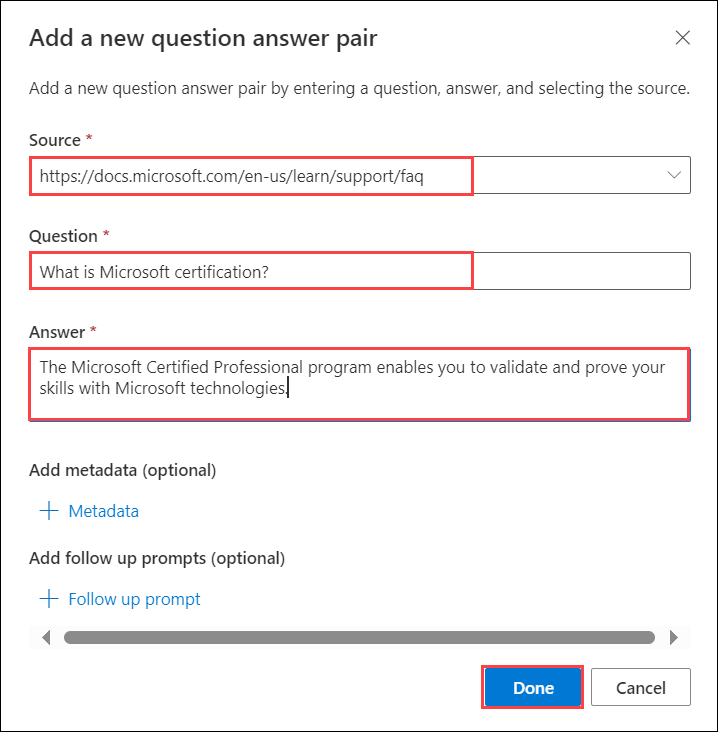 Add a new question answer pair
Add a new question answer pair by entering a question, answer, and selecting the source.
Source *
https://docs.microsoft.com/en-us/learn/support/faq
Question *
What is Microsoft certification?
Answer *
The Microsoft Certified Professional program enables you to validate and prove your
skills with Microsoft technologies.
Add metadata (optional)
Metadata
Add follow up prompts (optional)
Follow up prompt
Done
Cancel